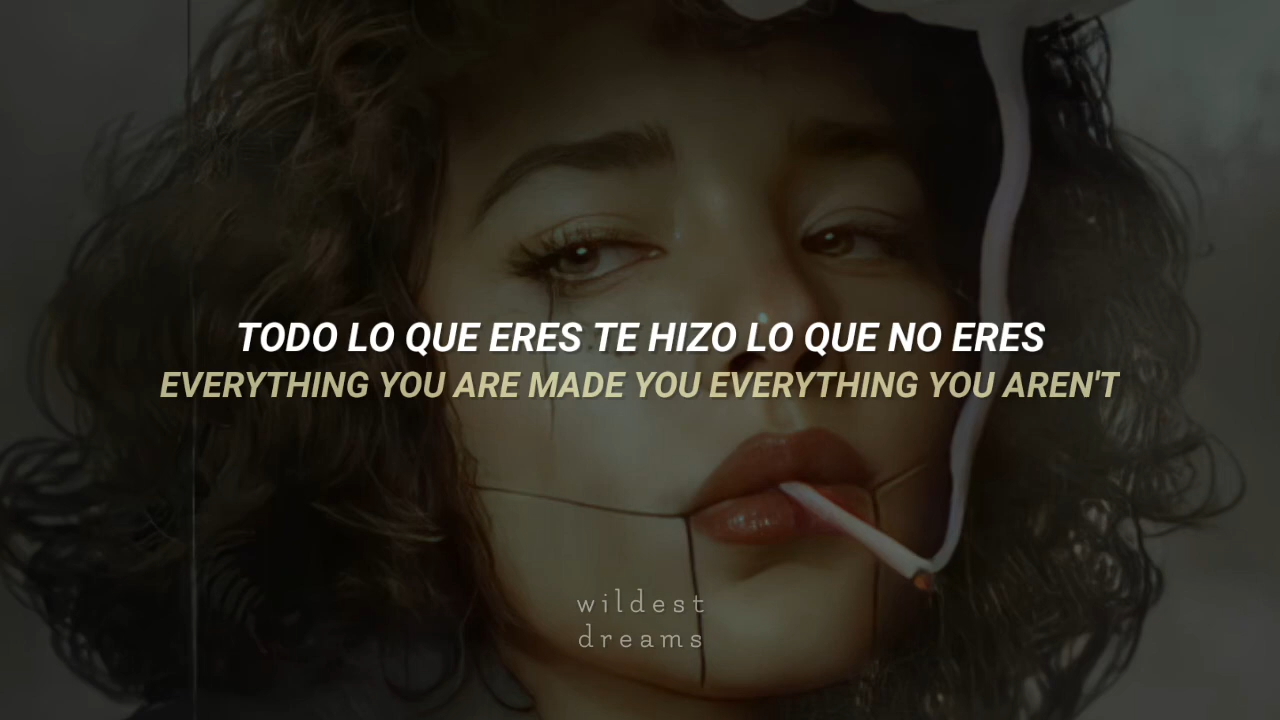 TODO LO QUE ERES TE HIZO LO QUE NO ERES
EVERYTHING YOU ARE MADE YOU EVERYTHING YOU AREN'T
wildest
dreams